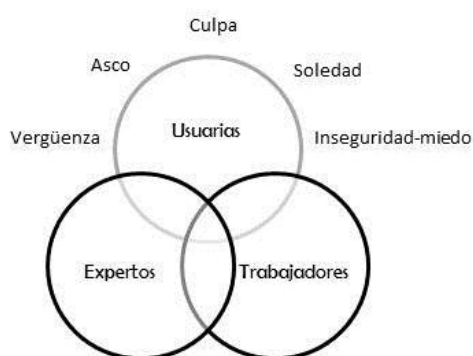 Culpa
Asco
Soledad
Vergüenza
Usuarias
Inseguridad-miedo
Expertos
Trabajadores